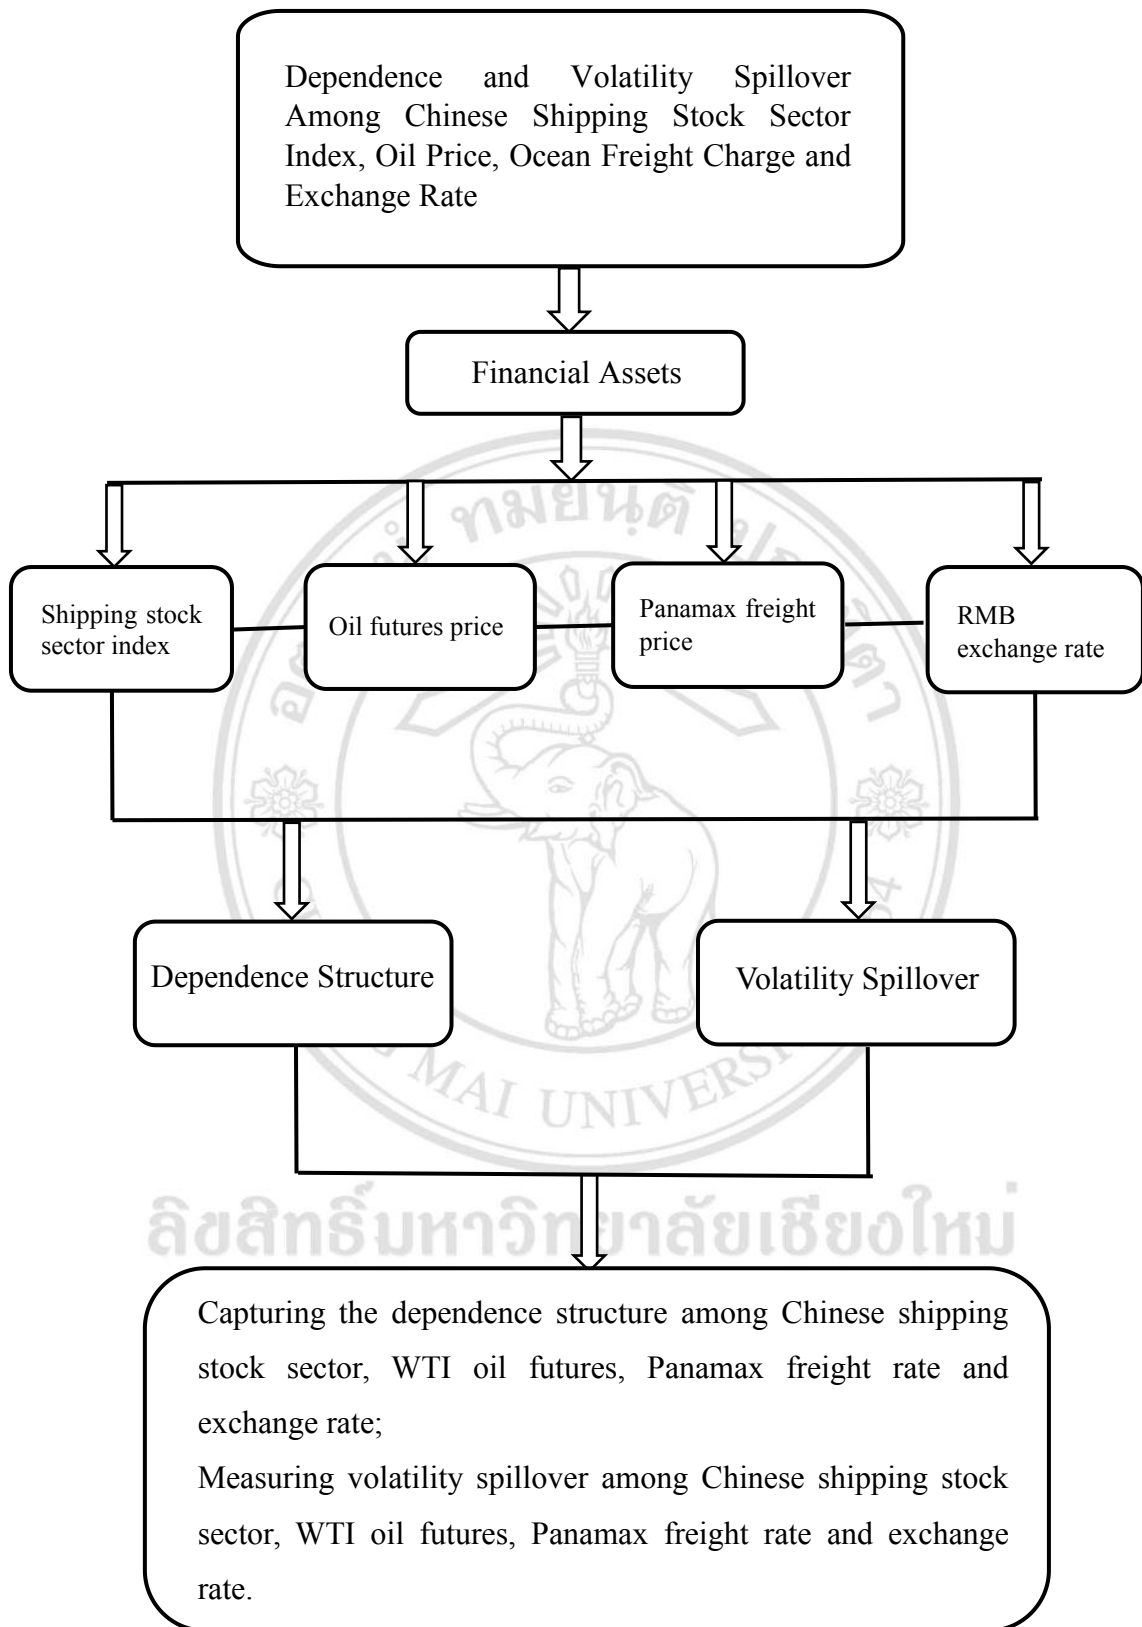 Dependence and Volatility Spillover
Among Chinese Shipping Stock Sector
Index, Oil Price, Ocean Freight Charge and
Exchange Rate
Financial Assets
Shipping stock
sector index
Oil futures price
Panamax freight
price
RMB
exchange rate
Dependence Structure
Volatility Spillover
MAI UNIVERSI
ลิขสิทธิ์มหาวิทยาลัยเชียงใหม่
Capturing the dependence structure among Chinese shipping
stock sector, WTI oil futures, Panamax freight rate and
exchange rate;
Measuring volatility spillover among Chinese shipping stock
sector, WTI oil futures, Panamax freight rate and exchange
rate.